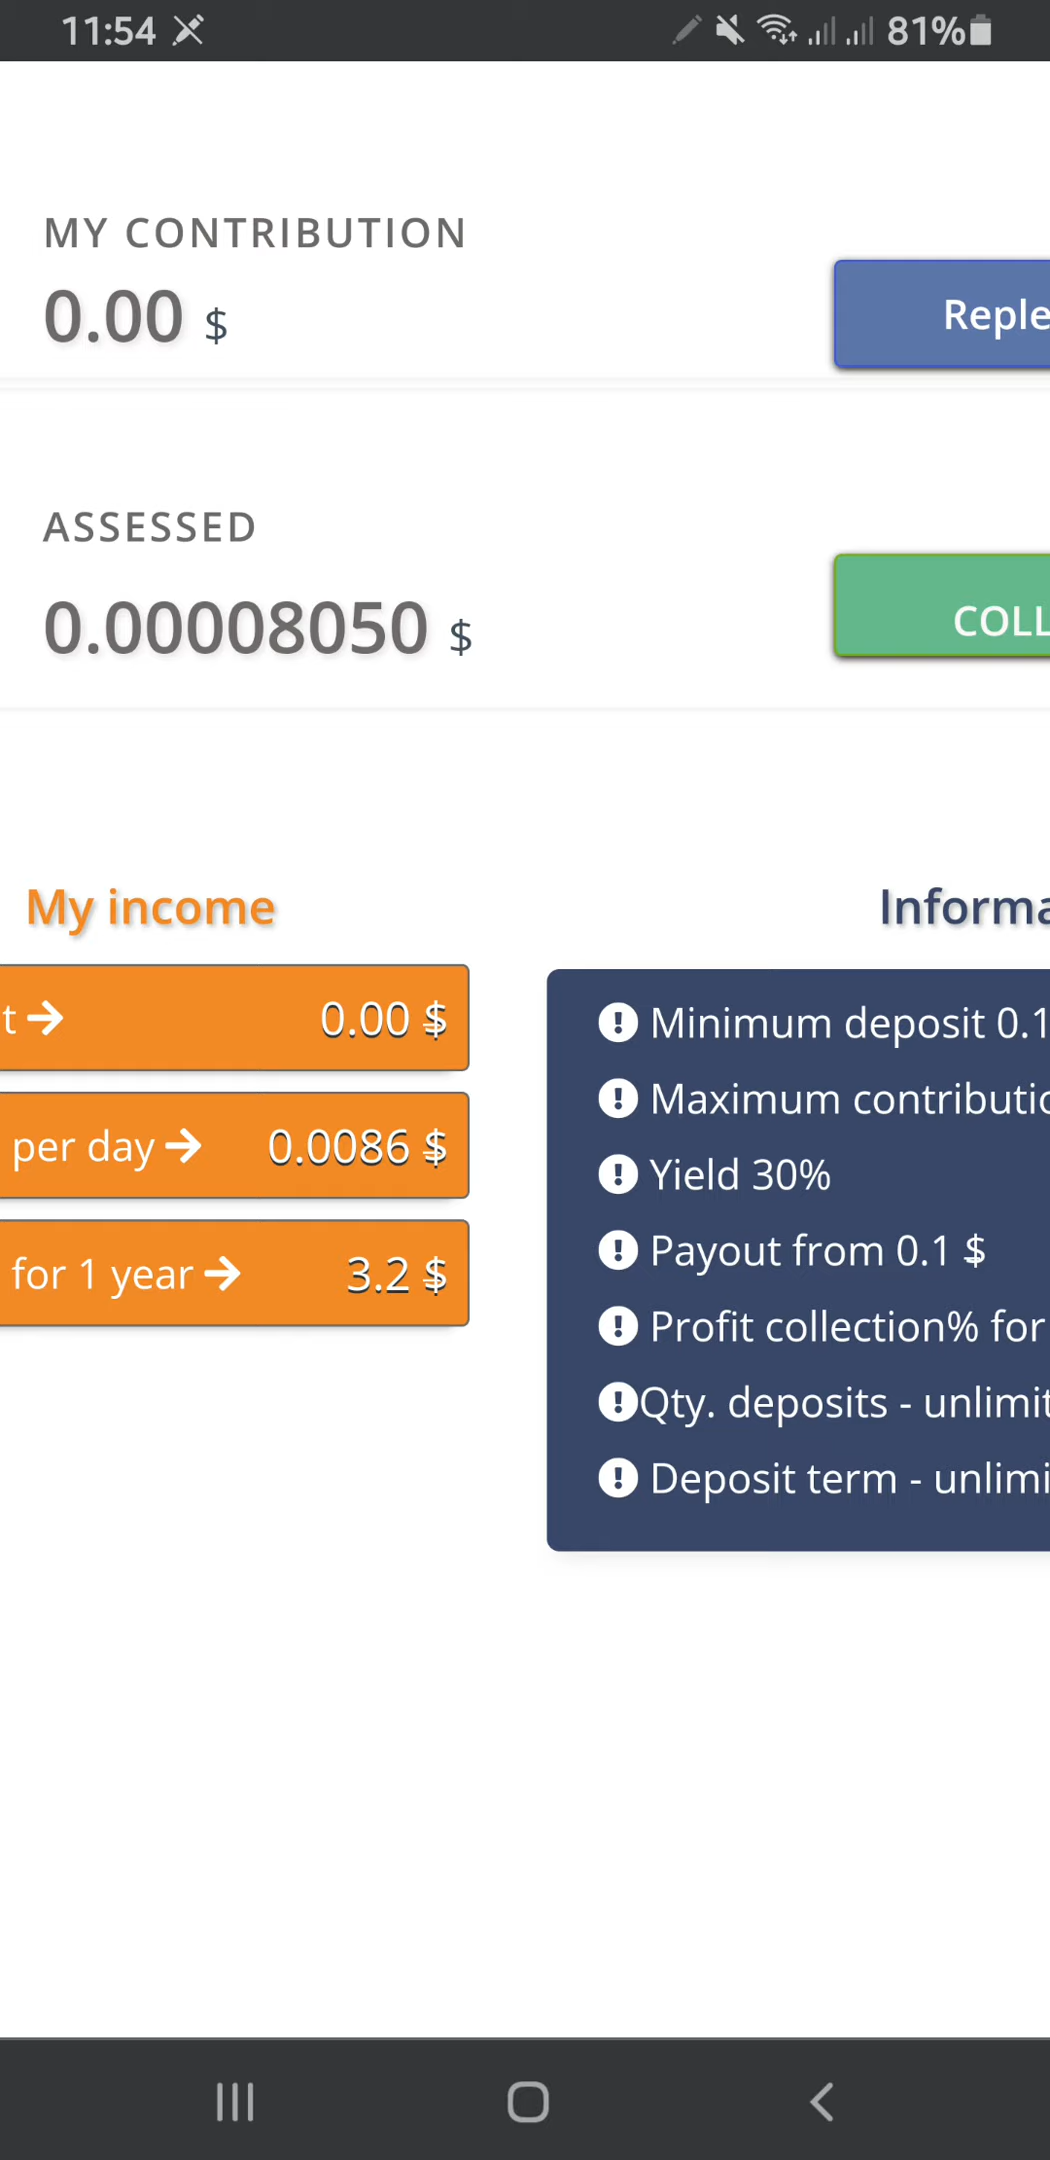 11:54
81%
MY CONTRIBUTION
0.00 $
Reple
ASSESSED
0.00008050 $
COLL
My income
t → 0.00 $
per day → 0.0086 $
for 1 year → 3.2 $
Informa
Minimum deposit 0.1
Maximum contributio
Yield 30%
Payout from 0.1 $
Profit collection% for
Qty. deposits - unlimit
Deposit term - unlimi